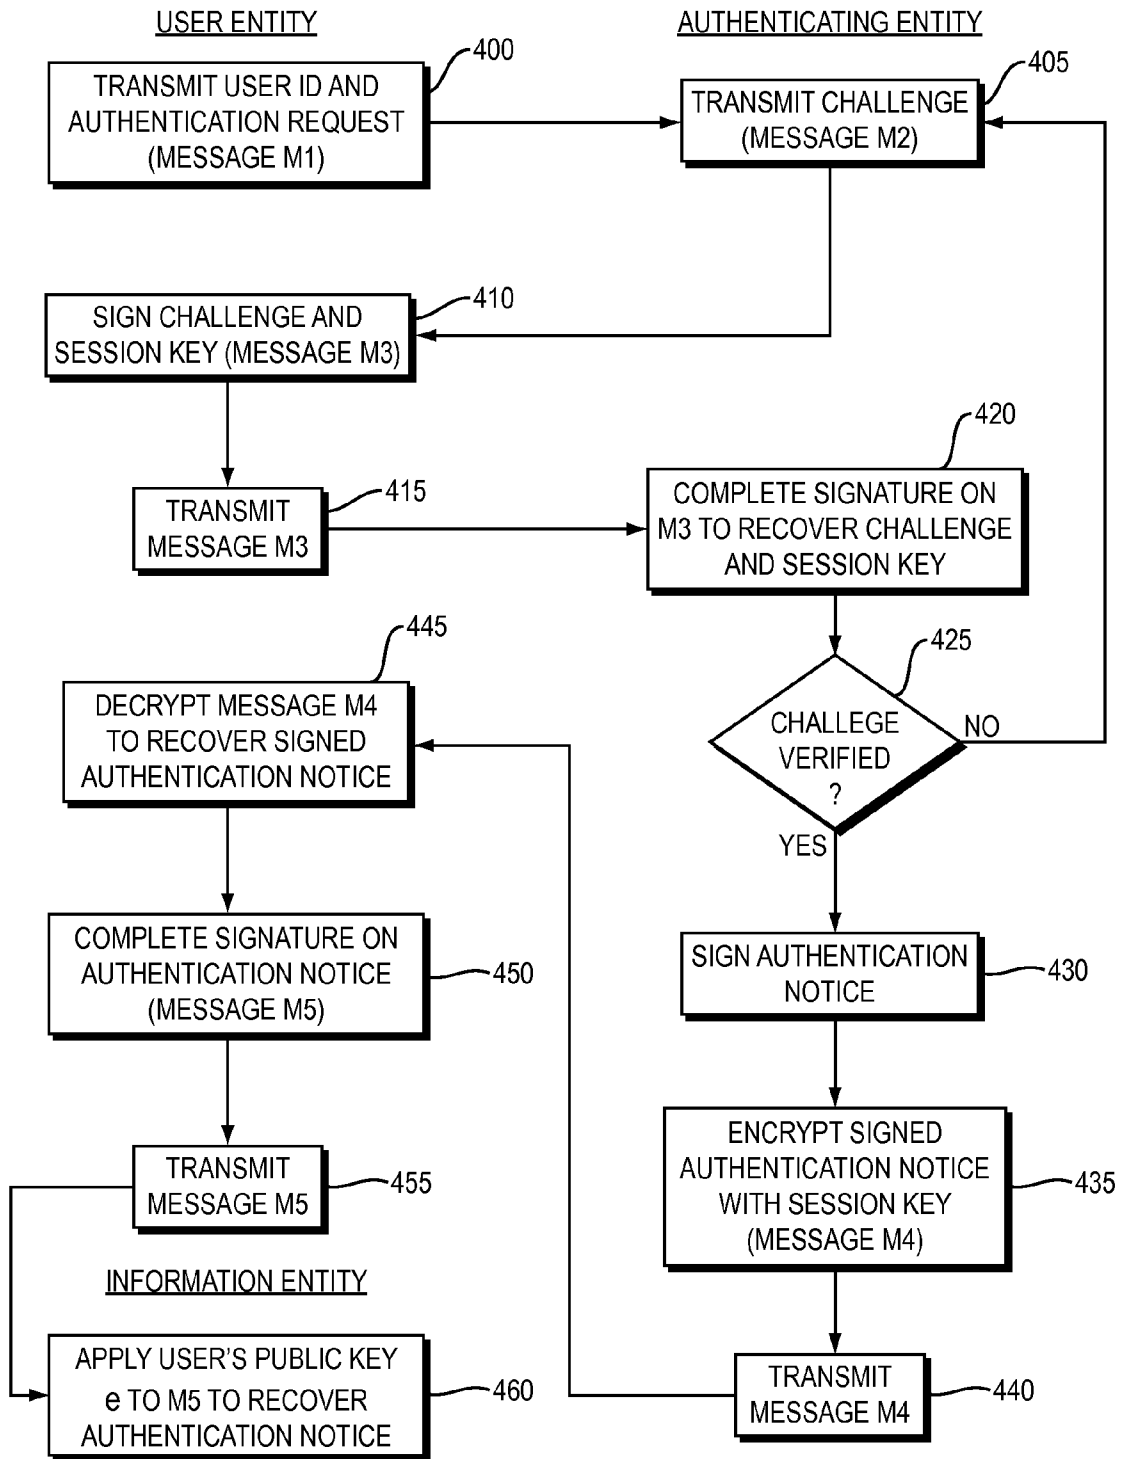 USER ENTITY
AUTHENTICATING ENTITY
400
TRANSMIT USER ID AND
AUTHENTICATION REQUEST
(MESSAGE M1)
405
TRANSMIT CHALLENGE
(MESSAGE M2)
410
SIGN CHALLENGE AND
SESSION KEY (MESSAGE M3)
415
TRANSMIT
MESSAGE M3
420
COMPLETE SIGNATURE ON
M3 TO RECOVER CHALLENGE
AND SESSION KEY
425
CHALLEGE
VERIFIED
?
NO
YES
445
DECRYPT MESSAGE M4
TO RECOVER SIGNED
AUTHENTICATION NOTICE
COMPLETE SIGNATURE ON
AUTHENTICATION NOTICE
(MESSAGE M5)
450
SIGN AUTHENTICATION
NOTICE
430
ENCRYPT SIGNED
AUTHENTICATION NOTICE
WITH SESSION KEY
(MESSAGE M4)
435
TRANSMIT
MESSAGE M5
455
INFORMATION ENTITY
APPLY USER'S PUBLIC KEY
e TO M5 TO RECOVER
AUTHENTICATION NOTICE
460
TRANSMIT
MESSAGE M4
440